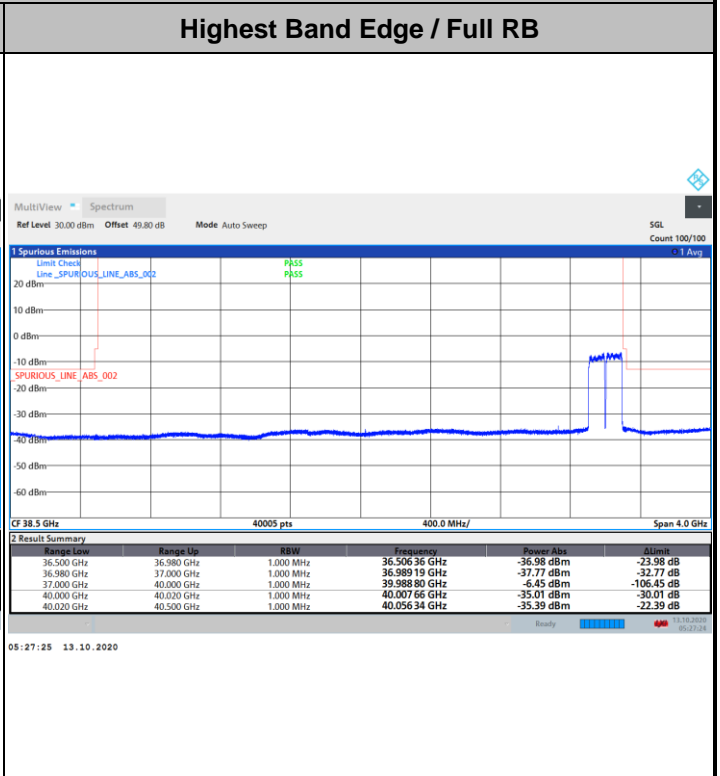 Highest Band Edge / Full RB
MultiView Spectrum
Ref Level 30.00 dBm Offset 49.80 dB Mode Auto Sweep SGL
Count 100/100
1 Spurious Emissions 1 Avg
Limit Check PASS
Line _SPURIOUS_LINE_ABS_002 PASS
20 dBm
10 dBm
0 dBm
-10 dBm
_SPURIOUS_LINE_ABS_002
-20 dBm
-30 dBm
-40 dBm
-50 dBm
-60 dBm
CF 38.5 GHz 40005 pts 400.0 MHz/ Span 4.0 GHz
2 Result Summary
Range Low Range Up RBW Frequency Power Abs ΔLimit
36.500 GHz 36.980 GHz 1.000 MHz 36.506 36 GHz -36.98 dBm -23.98 dB
36.980 GHz 37.000 GHz 1.000 MHz 36.989 19 GHz -37.77 dBm -32.77 dB
37.000 GHz 40.000 GHz 1.000 MHz 39.988 80 GHz -6.45 dBm -106.45 dB
40.000 GHz 40.020 GHz 1.000 MHz 40.007 66 GHz -35.01 dBm -30.01 dB
40.020 GHz 40.500 GHz 1.000 MHz 40.056 34 GHz -35.39 dBm -22.39 dB
Ready 13.10.2020
05:27:24
05:27:25 13.10.2020